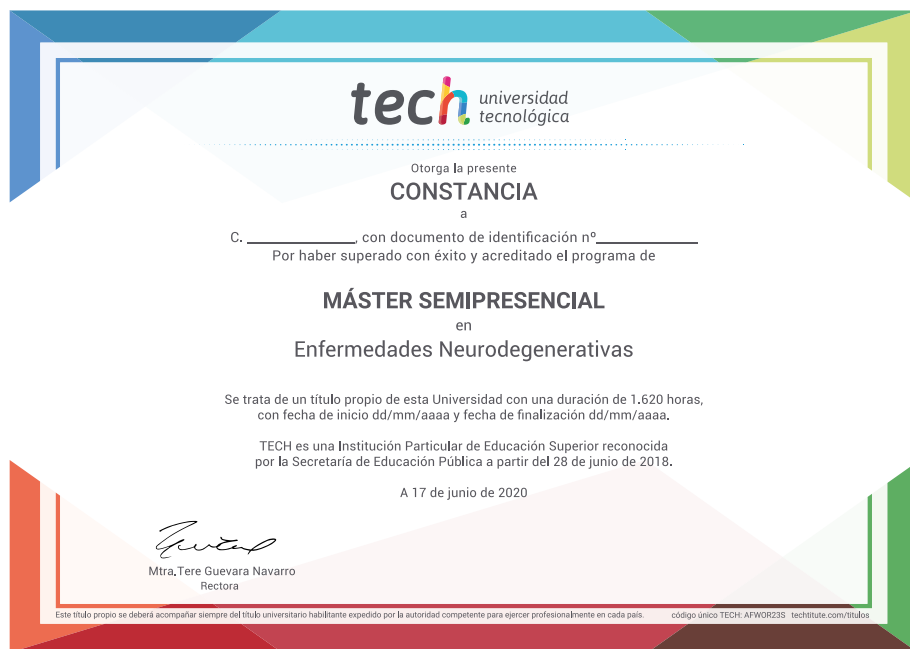 tech universidad
tecnológica
Otorga la presente
CONSTANCIA
a
C. ____________, con documento de identificación nº____________
Por haber superado con éxito y acreditado el programa de
MÁSTER SEMIPRESENCIAL
en
Enfermedades Neurodegenerativas
Se trata de un título propio de esta Universidad con una duración de 1.620 horas,
con fecha de inicio dd/mm/aaaa y fecha de finalización dd/mm/aaaa.
TECH es una Institución Particular de Educación Superior reconocida
por la Secretaría de Educación Pública a partir del 28 de junio de 2018.
A 17 de junio de 2020
Mtra.Tere Guevara Navarro
Rectora
Este título propio se deberá acompañar siempre del título universitario habilitante expedido por la autoridad competente para ejercer profesionalmente en cada país. código único TECH: AFWOR23S techtitute.com/titulos